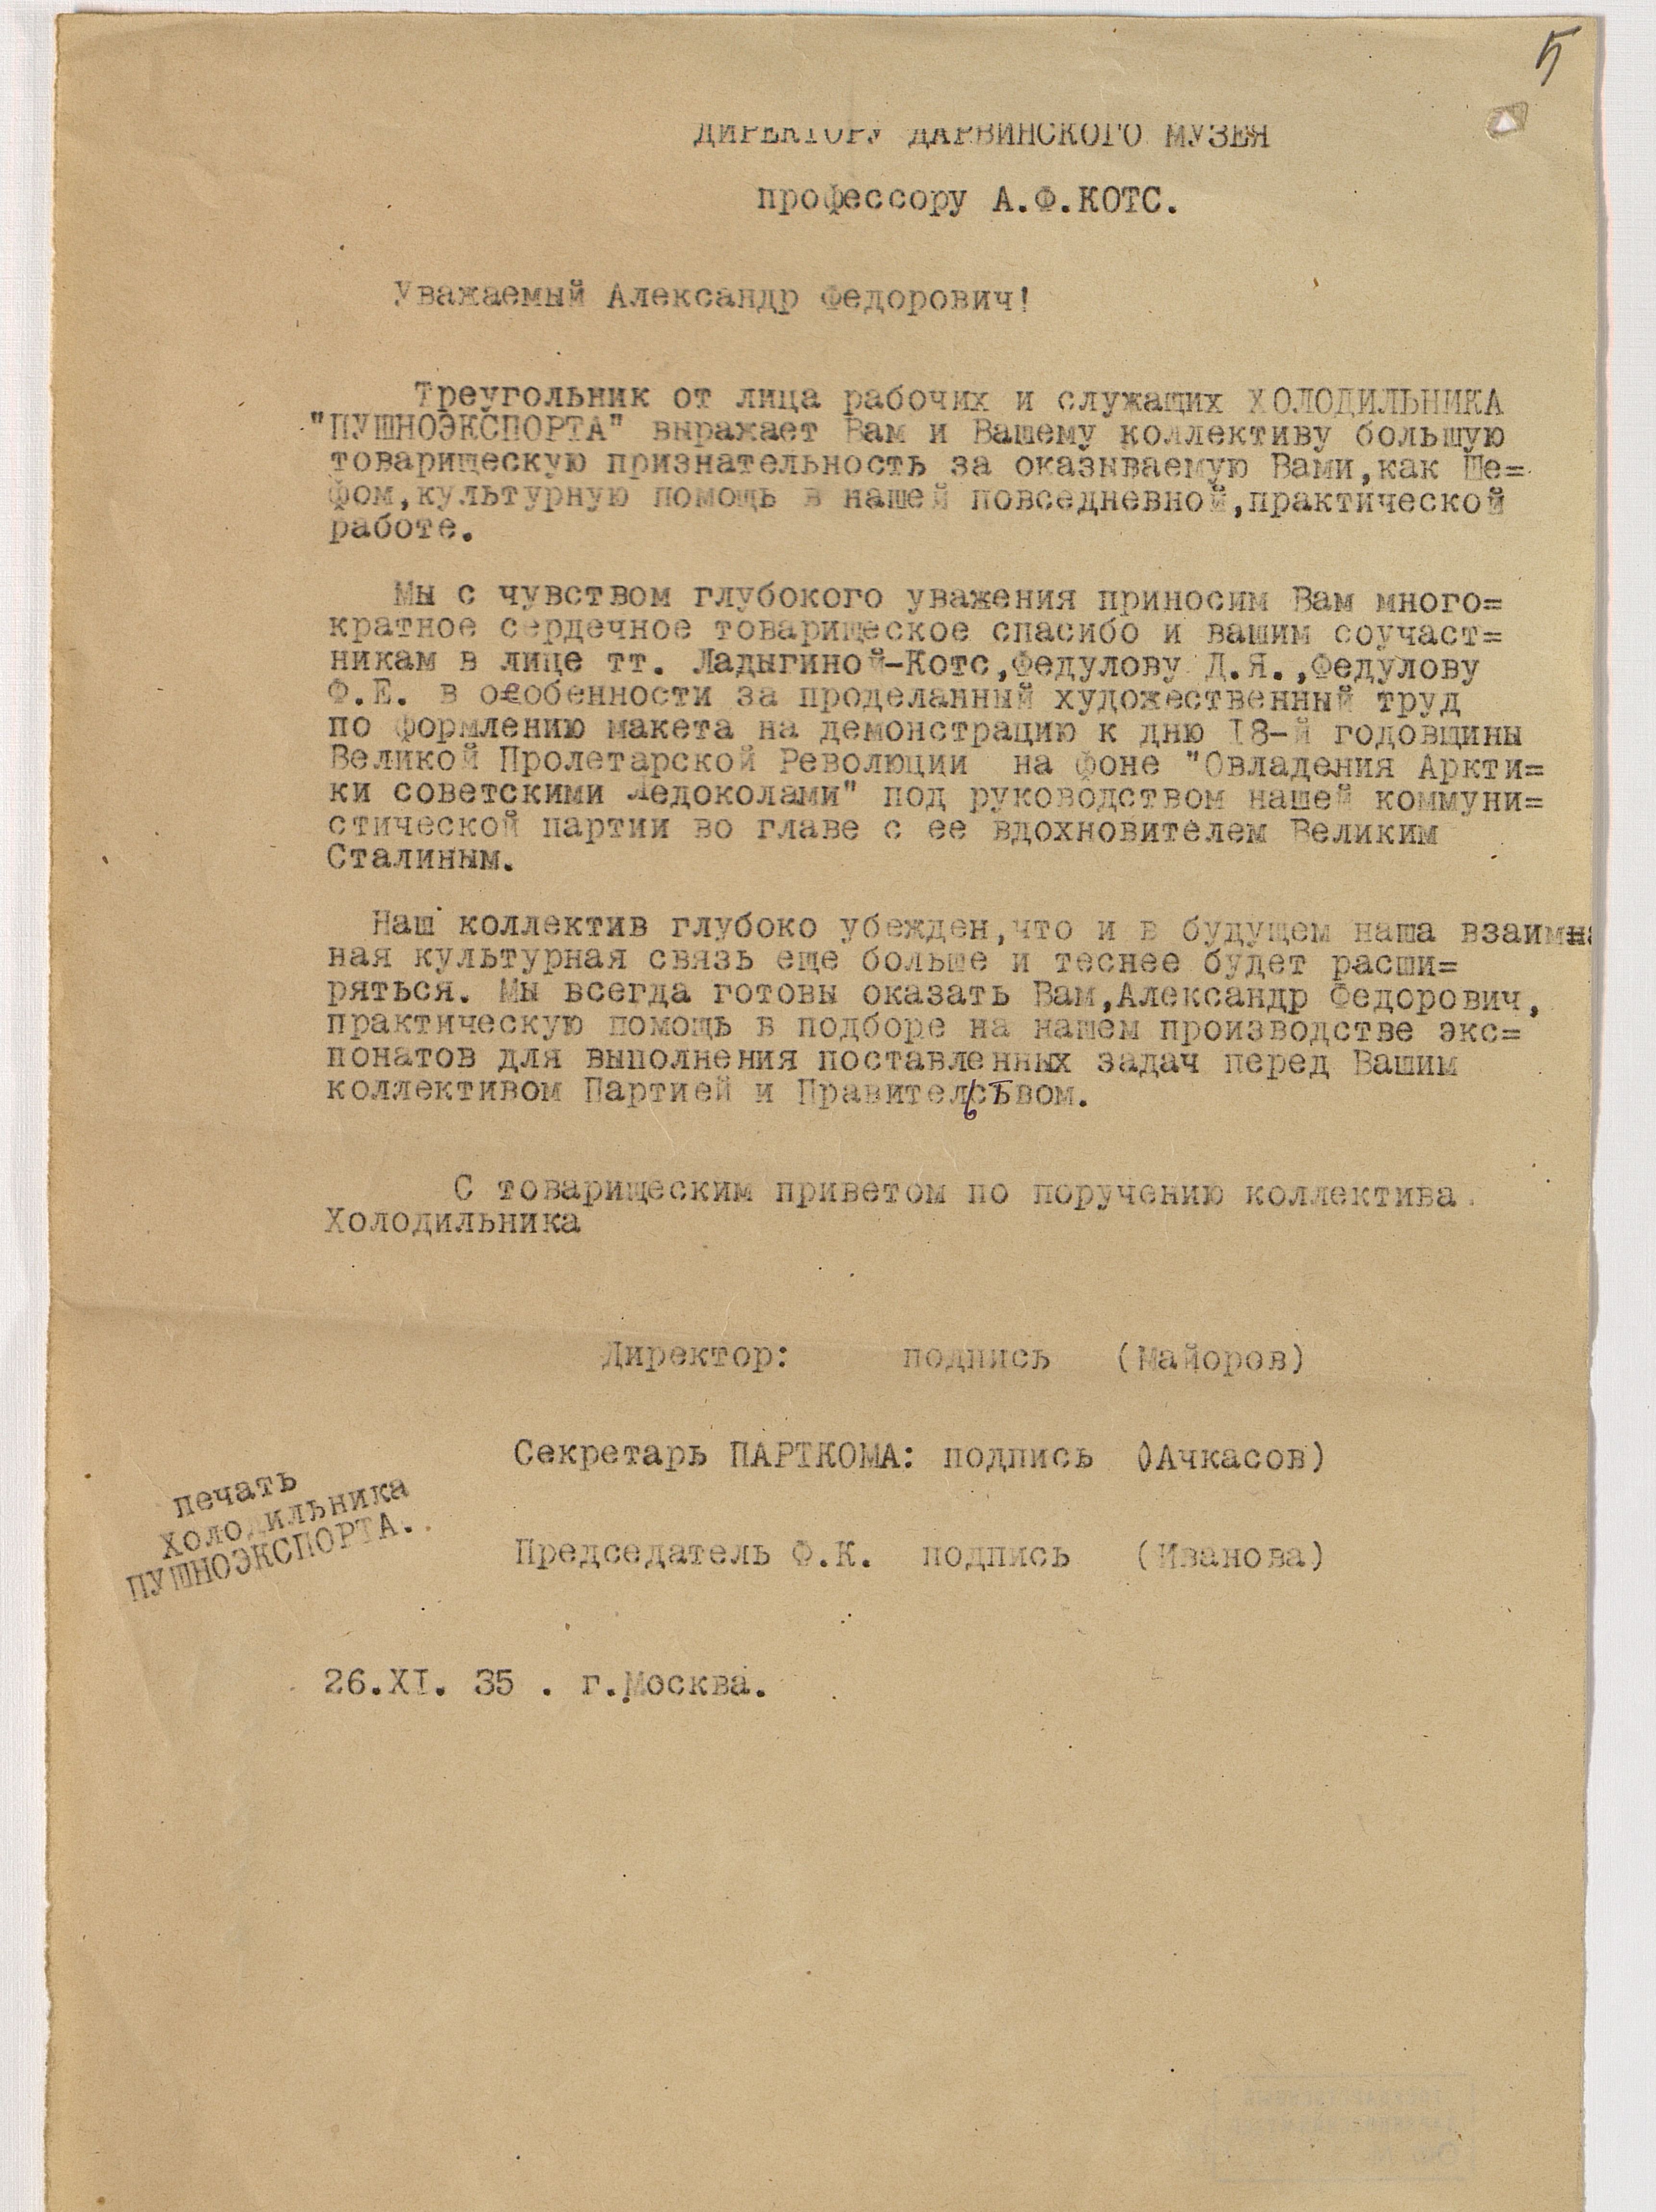 5
ДИРЕКТОРУ ДАРВИНСКОГО МУЗЕЯ
профессору А.Ф.КОТС.
Уважаемый Александр Федорович!
Треугольник от лица рабочих и служащих ХОЛОДИЛЬНИКА
"ПУШНОЭКСПОРТА" выражает Вам и Вашему коллективу большую
товарищескую признательность за оказываемую Вами,как Ше=
фом,культурную помощь в нашей повседневной,практической
работе.
Мы с чувством глубокого уважения приносим Вам много=
кратное сердечное товарищеское спасибо и вашим соучаст=
никам в лице тт. Ладыгиной-Котс,Федулову Д.Я.,Федулову
Ф.Е. в особенности за проделанный художественный труд
по формлению макета на демонстрацию к дню I8-й годовщины
Великой Пролетарской Революции на фоне "Овладения Аркти=
ки советскими Ледоколами" под руководством нашей коммуни=
стической партии во главе с ее вдохновителем Великим
Сталиным.
Наш коллектив глубоко убежден,что и в будущем наша взаимна
ная культурная связь еще больше и теснее будет расши=
ряться. Мы всегда готовы оказать Вам,Александр Федорович,
практическую помощь в подборе на нашем производстве экс=
понатов для выполнения поставленных задач перед Вашим
коллективом Партией и Правительством.
С товарищеским приветом по поручению коллектива.
Холодильника
Директор: подпись (Майоров)
Секретарь ПАРТКОМА: подпись (Ачкасов)
печать
Холодильника
ПУШНОЭКСПОРТА.
Председатель Ф.К. подпись (Иванова)
26.XI. 35 . г.Москва.